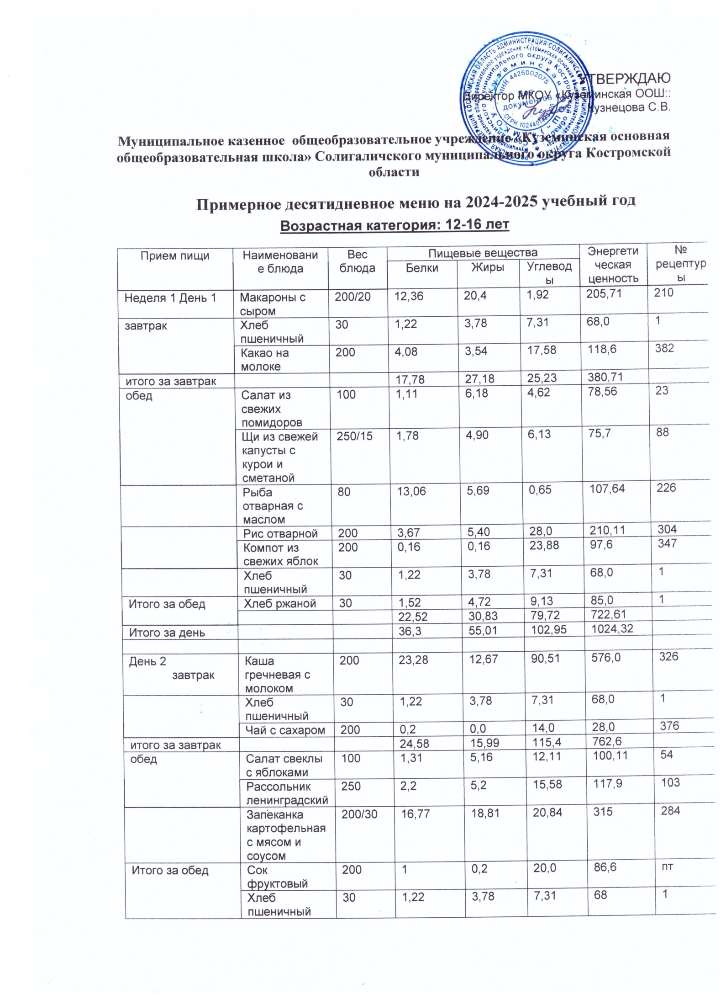 УТВЕРЖДАЮ
Директор МКОУ «Куземинская ООШ::
Кузнецова С.В.
ИНН 4426002075
Для
документов
Муниципальное казенное общеобразовательное учреждение «Куземинская основная
общеобразовательная школа» Солигаличского муниципального округа Костромской
области
Примерное десятидневное меню на 2024-2025 учебный год
Возрастная категория: 12-16 лет
Прием пищи Наименовани Вес Пищевые вещества Энергети №
е блюда блюда Белки Жиры Углевод ческая рецептур
ы ценность ы
Неделя 1 День 1 Макароны с 200/20 12,36 20,4 1,92 205,71 210
сыром
завтрак Хлеб 30 1,22 3,78 7,31 68,0 1
пшеничный
Какао на 200 4,08 3,54 17,58 118,6 382
молоке
итого за завтрак 17,78 27,18 25,23 380,71
обед Салат из 100 1,11 6,18 4,62 78,56 23
свежих
помидоров
Щи из свежей 250/15 1,78 4,90 6,13 75,7 88
капусты с
курои и
сметаной
Рыба 80 13,06 5,69 0,65 107,64 226
отварная с
маслом
Рис отварной 200 3,67 5,40 28,0 210,11 304
Компот из 200 0,16 0,16 23,88 97,6 347
свежих яблок
Хлеб 30 1,22 3,78 7,31 68,0 1
пшеничный
Итого за обед Хлеб ржаной 30 1,52 4,72 9,13 85,0 1
22,52 30,83 79,72 722,61
Итого за день 36,3 55,01 102,95 1024,32
День 2 Каша 200 23,28 12,67 90,51 576,0 326
завтрак гречневая с
молоком
Хлеб 30 1,22 3,78 7,31 68,0 1
пшеничный
Чай с сахаром 200 0,2 0,0 14,0 28,0 376
итого за завтрак 24,58 15,99 115,4 762,6
обед Салат свеклы 100 1,31 5,16 12,11 100,11 54
с яблоками
Рассольник 250 2,2 5,2 15,58 117,9 103
ленинградский
Запеканка 200/30 16,77 18,81 20,84 315 284
картофельная
с мясом и
соусом
Итого за обед Сок 200 1 0,2 20,0 86,6 пт
фруктовый
Хлеб 30 1,22 3,78 7,31 68 1
пшеничный